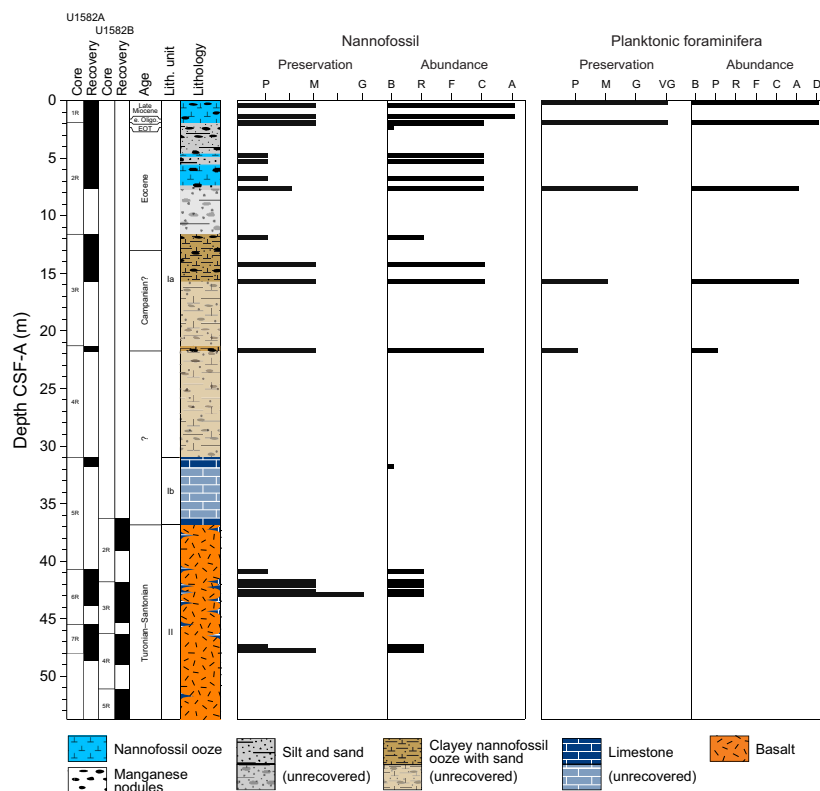 U1582A
U1582B
Core
Recovery
Core
Recovery
Age
Lith. unit
Lithology
Nannofossil
Planktonic foraminifera
Preservation
Abundance
Preservation
Abundance
P M G
B R F C A
P M G VG
B P R F C A D
Depth CSF-A (m)
0
5
10
15
20
25
30
35
40
45
50
1R
2R
3R
4R
5R
6R
7R
2R
3R
4R
5R
Late
Miocene
e. Oligo.
EOT
Eocene
Campanian?
?
Turonian–Santonian
Ia
Ib
II
Nannofossil ooze
Manganese
nodules
Silt and sand
(unrecovered)
Clayey nannofossil
ooze with sand
(unrecovered)
Limestone
(unrecovered)
Basalt